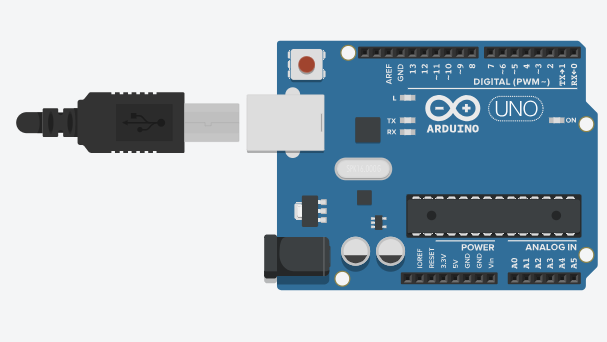 AREF
GND
13
12
~11
~10
~9
8
7
~6
~5
~4
~3
2
TX→1
RX←0
DIGITAL (PWM~)
L
TX
RX
UNO
ARDUINO
ON
IOREF
RESET
3.3V
5V
GND
GND
Vin
POWER
ANALOG IN
A0
A1
A2
A3
A4
A5